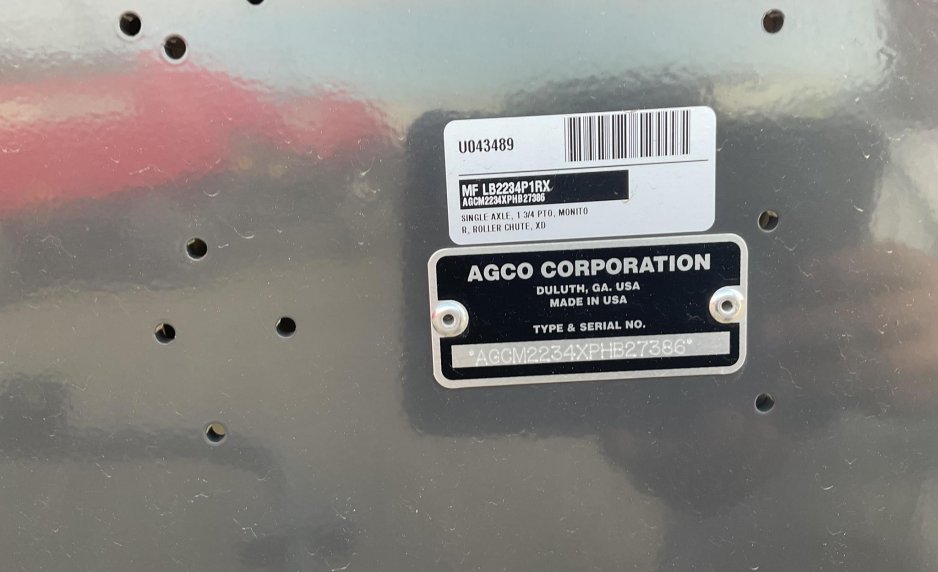 U043489
MF LB2234P1RX
AGCM2234XPHB27386
SINGLE AXLE, 1 3/4 PTO, MONITO
R, ROLLER CHUTE, XD
AGCO CORPORATION
DULUTH, GA. USA
MADE IN USA
TYPE & SERIAL NO.
*AGCM2234XPHB27386*